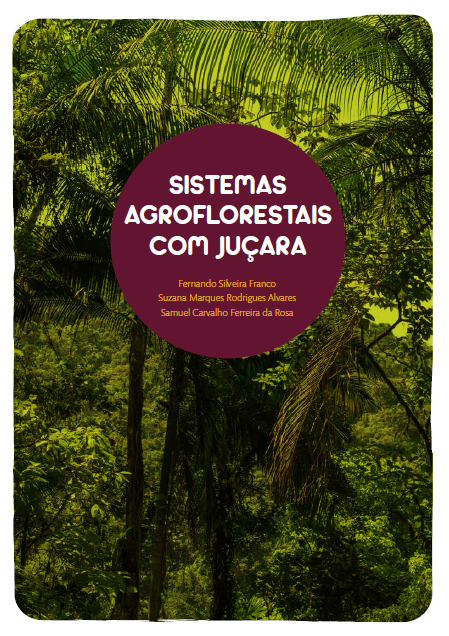 SISTEMAS
AGROFLORESTAIS
COM JUÇARA
Fernando Silveira Franco
Suzana Marques Rodrigues Alvares
Samuel Carvalho Ferreira da Rosa